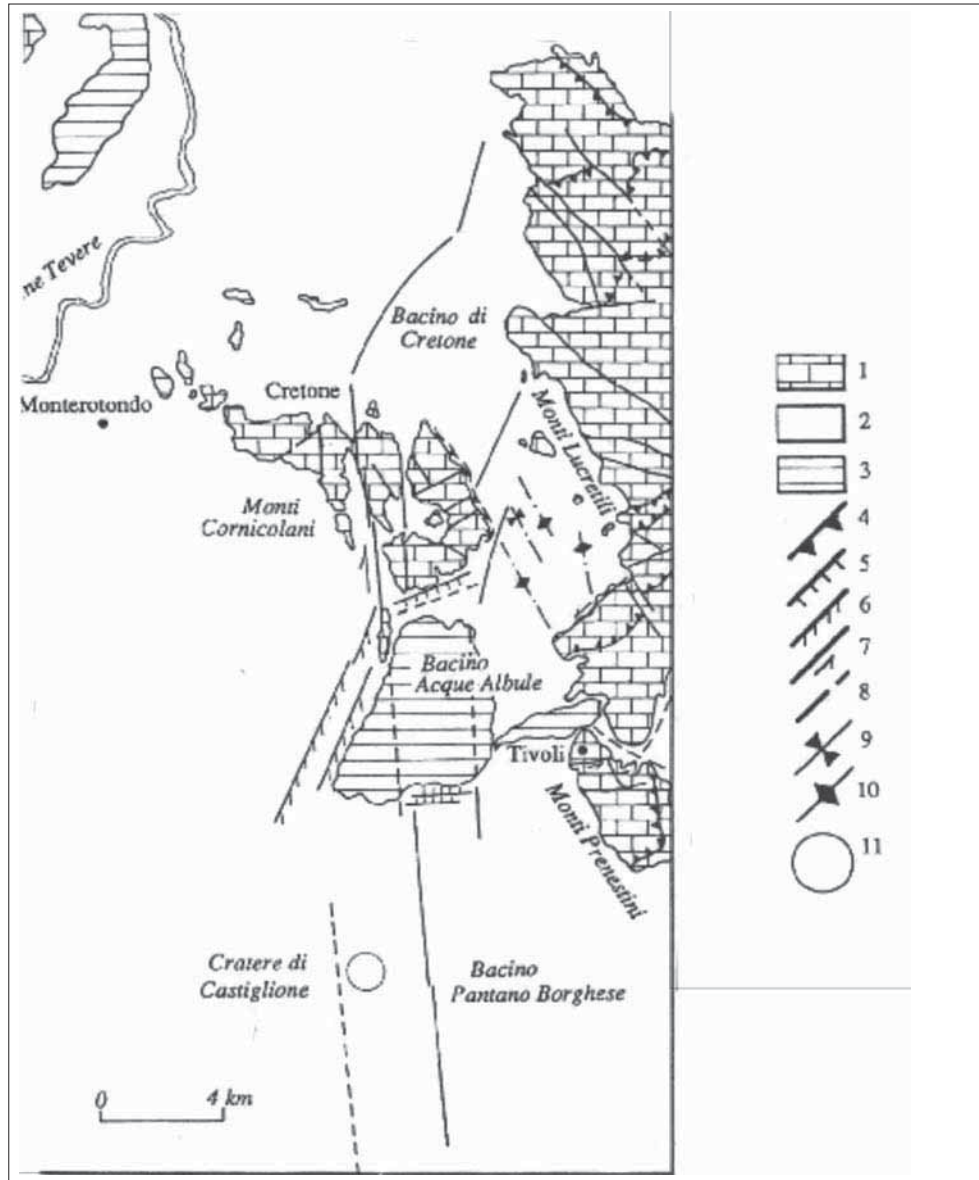 ne Tevere
Bacino di
Cretone
Cretone
Monterotondo
Monti Lucretili
Monti
Cornicolani
Bacino
Acque Albule
Tivoli
Monti Prenestini
Cratere di
Castiglione
Bacino
Pantano Borghese
0 4 km
1
2
3
4
5
6
7
8
9
10
11